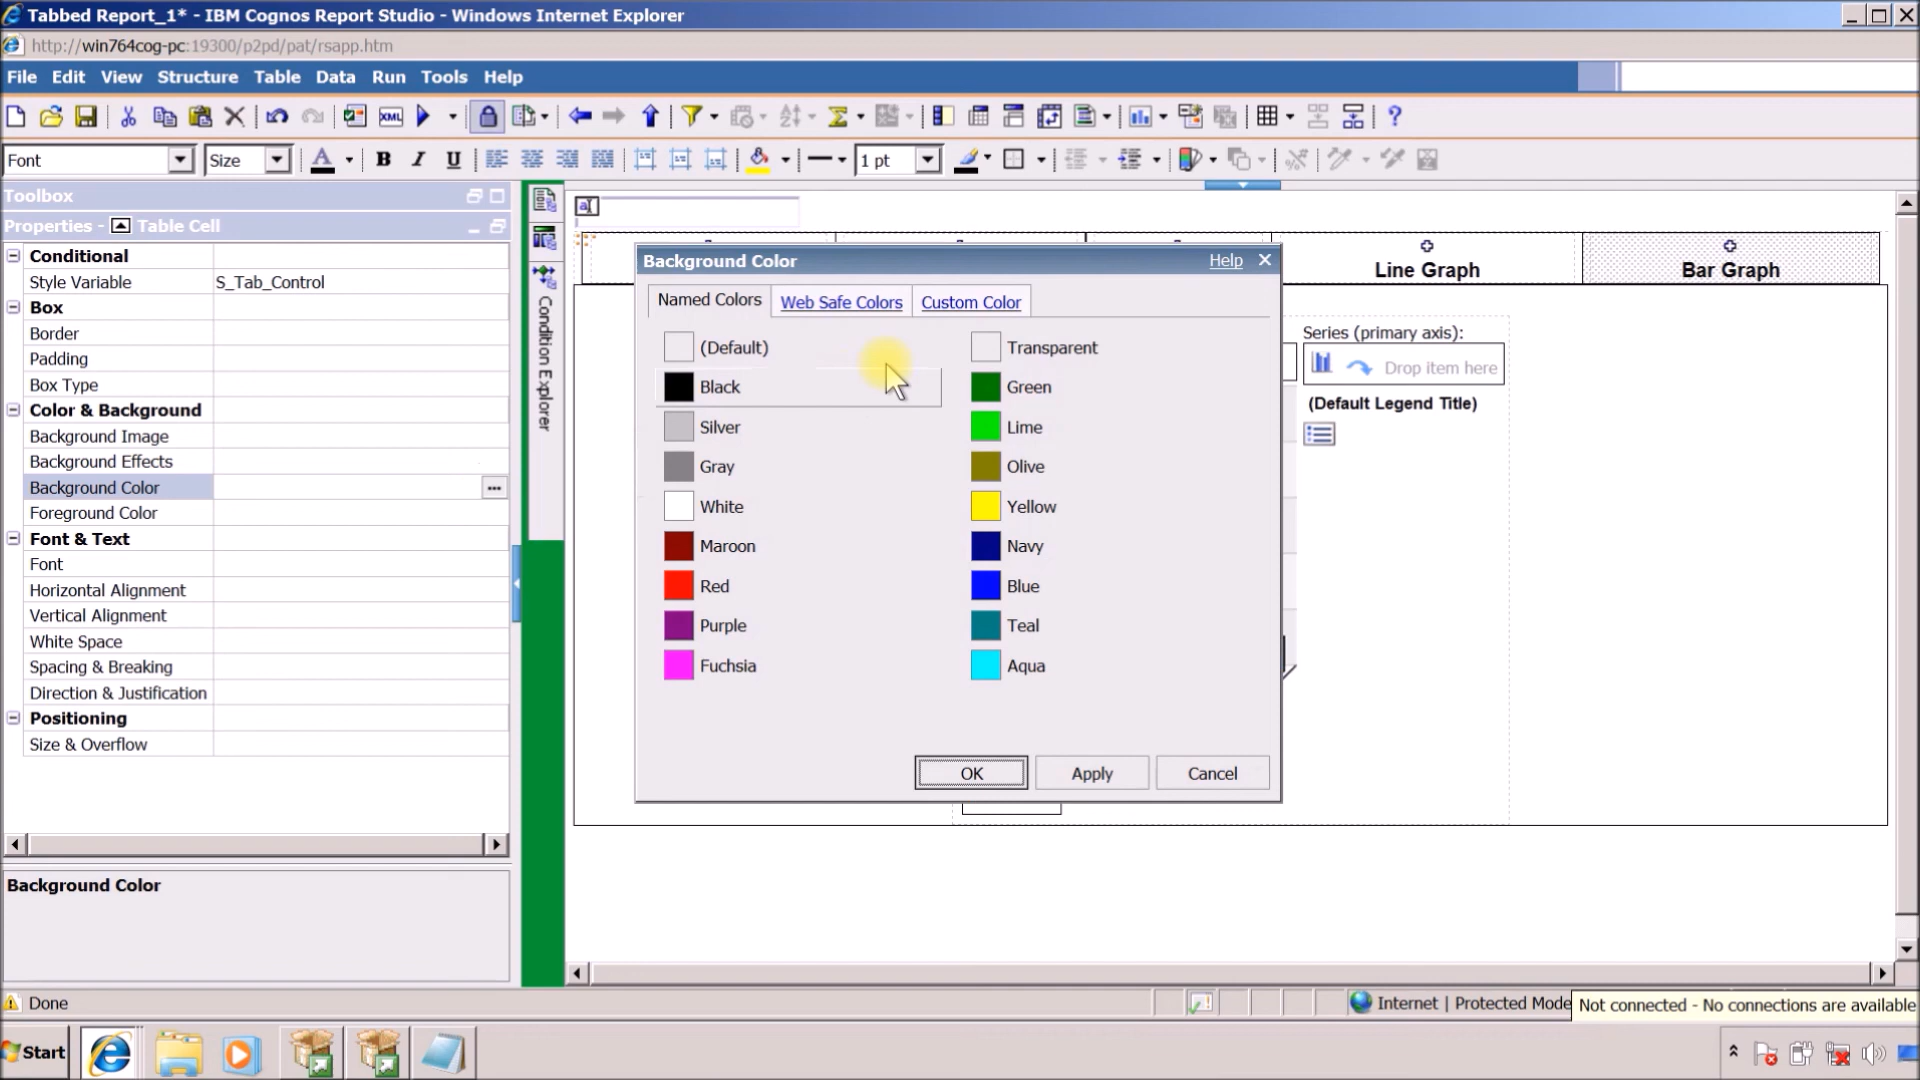 Tabbed Report_1* - IBM Cognos Report Studio - Windows Internet Explorer
http://win764cog-pc:19300/p2pd/pat/rsapp.htm
File Edit View Structure Table Data Run Tools Help
XML
Font Size A B I U 1 pt
Toolbox
Properties - Table Cell
Conditional
Style Variable S_Tab_Control
Box
Border
Padding
Box Type
Color & Background
Background Image
Background Effects
Background Color ...
Foreground Color
Font & Text
Font
Horizontal Alignment
Vertical Alignment
White Space
Spacing & Breaking
Direction & Justification
Positioning
Size & Overflow
Background Color
Condition Explorer
a
Line Graph Bar Graph
Series (primary axis):
Drop item here
(Default Legend Title)
Background Color Help
Named Colors Web Safe Colors Custom Color
(Default) Transparent
Black Green
Silver Lime
Gray Olive
White Yellow
Maroon Navy
Red Blue
Purple Teal
Fuchsia Aqua
OK Apply Cancel
Done Internet | Protected Mode Not connected - No connections are available
Start